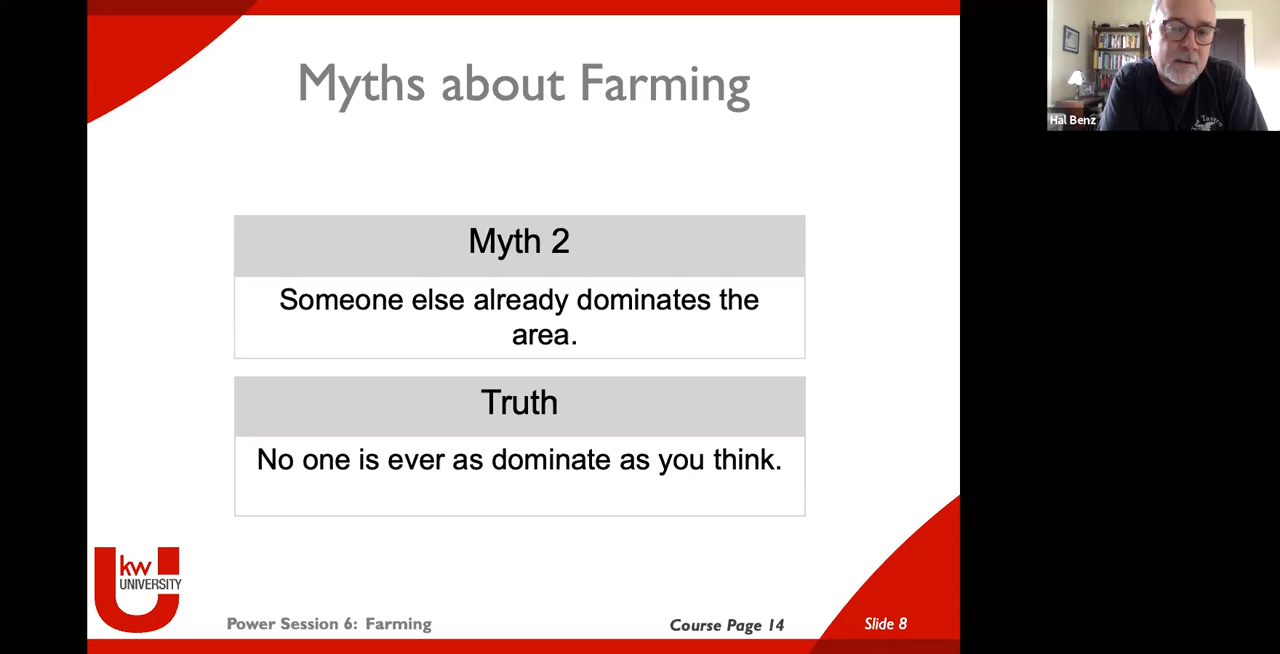 Myths about Farming
Hal Benz
Myth 2
Someone else already dominates the
area.
Truth
No one is ever as dominate as you think.
kw
UNIVERSITY
Power Session 6: Farming
Course Page 14
Slide 8